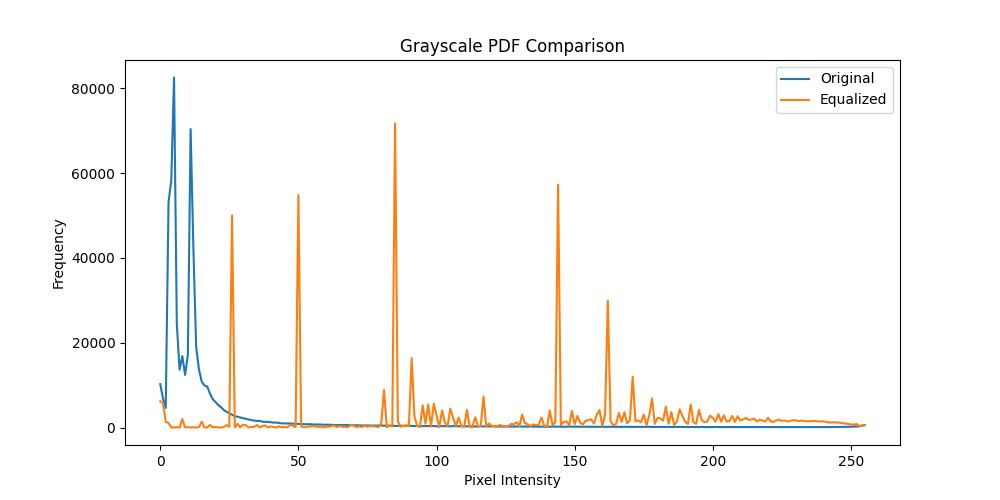 Grayscale PDF Comparison
Original
Equalized
80000
60000
40000
20000
0
Frequency
0 50 100 150 200 250
Pixel Intensity